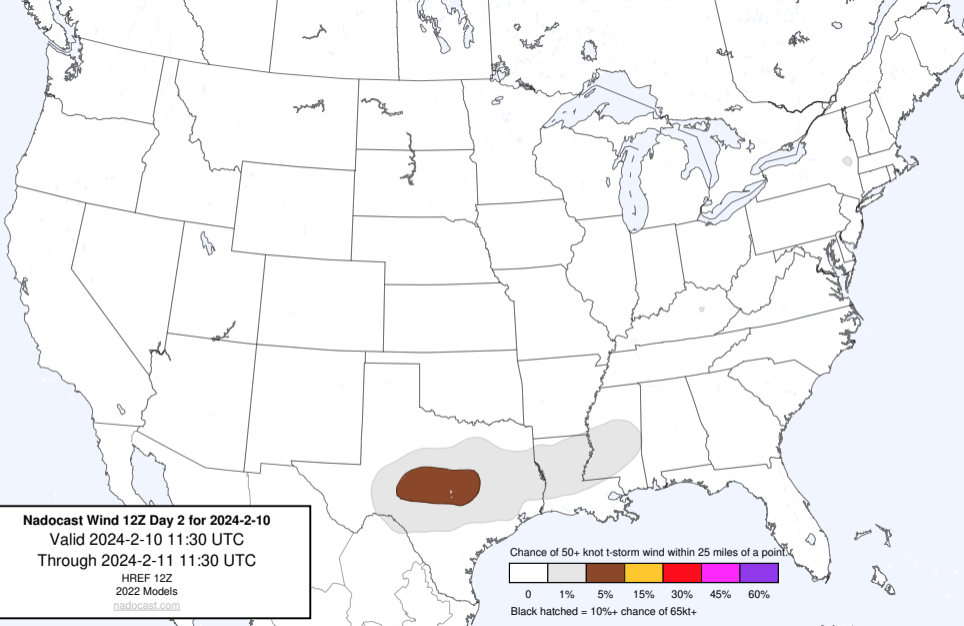 Nadocast Wind 12Z Day 2 for 2024-2-10
Valid 2024-2-10 11:30 UTC
Through 2024-2-11 11:30 UTC
HREF 12Z
2022 Models
nadocast.com
Chance of 50+ knot t-storm wind within 25 miles of a point.
0 1% 5% 15% 30% 45% 60%
Black hatched = 10%+ chance of 65kt+